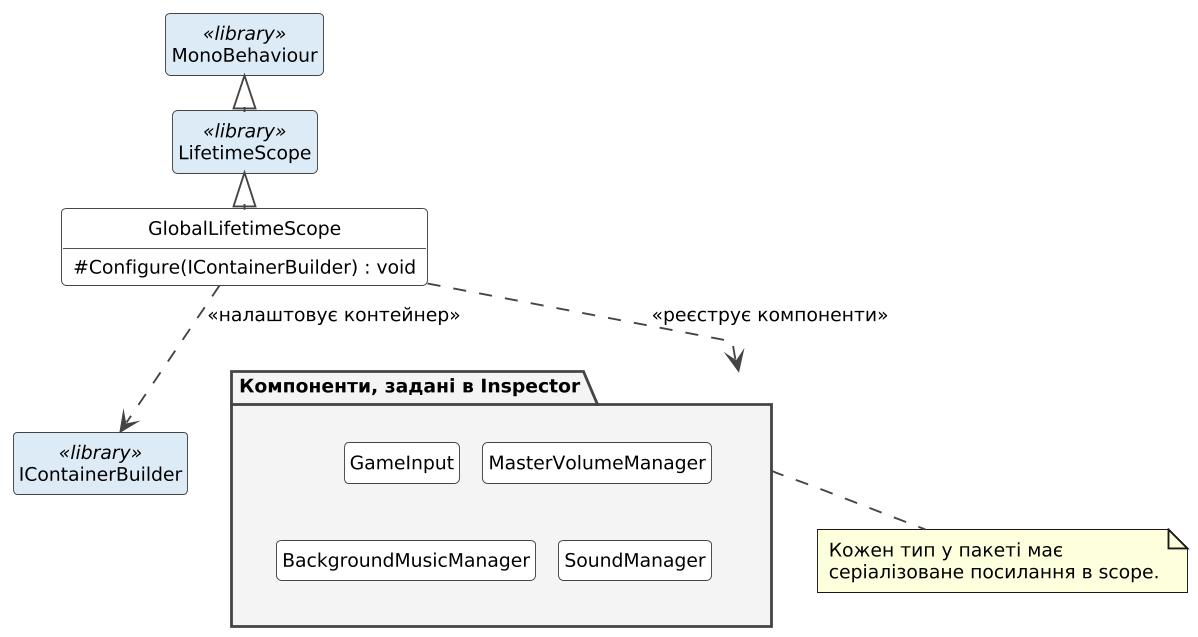 «library»
MonoBehaviour
«library»
LifetimeScope
GlobalLifetimeScope
#Configure(IContainerBuilder) : void
«налаштовує контейнер»
«реєструє компоненти»
Компоненти, задані в Inspector
«library»
IContainerBuilder
GameInput
MasterVolumeManager
BackgroundMusicManager
SoundManager
Кожен тип у пакеті має
серіалізоване посилання в scope.